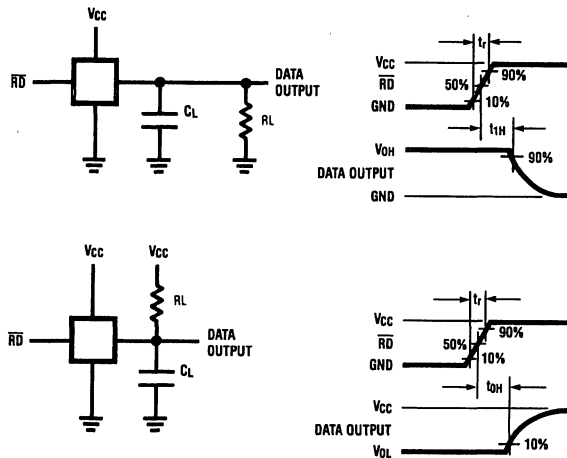 VCC
RD
DATA
OUTPUT
CL
RL
tr
VCC
90%
RD
50%
10%
GND
t1H
VOH
90%
DATA OUTPUT
GND
VCC
VCC
RL
RD
DATA
OUTPUT
CL
tr
VCC
90%
RD
50%
10%
GND
t0H
VCC
DATA OUTPUT
10%
VOL